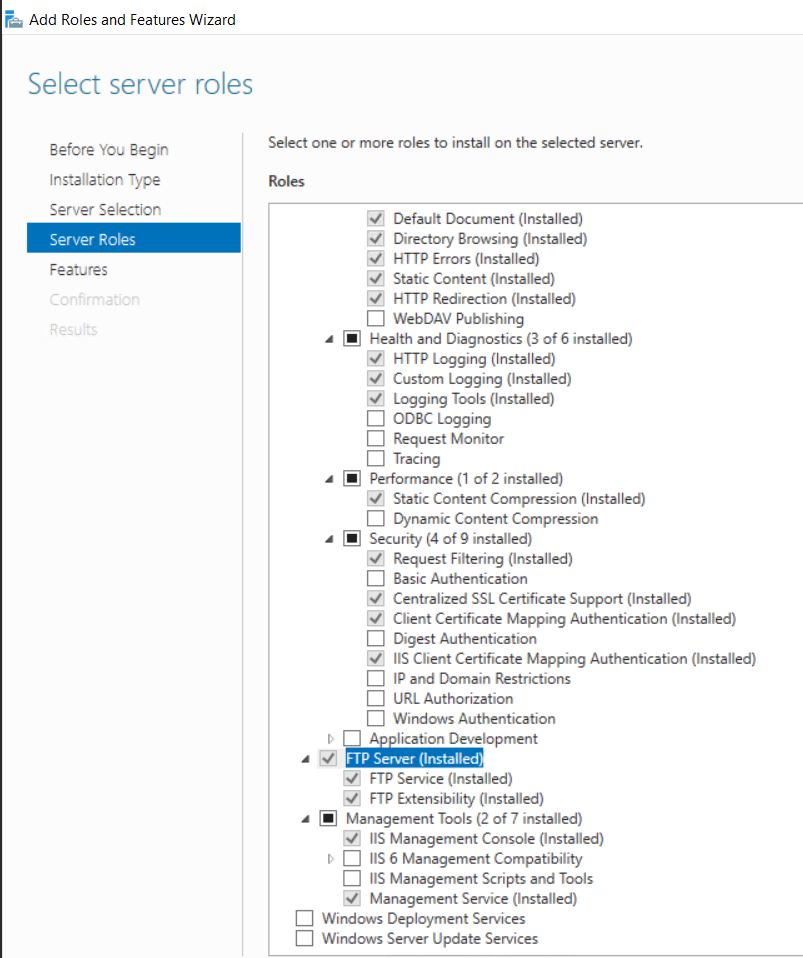 Add Roles and Features Wizard
Select server roles
Before You Begin
Installation Type
Server Selection
Server Roles
Features
Confirmation
Results
Select one or more roles to install on the selected server.
Roles
Default Document (Installed)
Directory Browsing (Installed)
HTTP Errors (Installed)
Static Content (Installed)
HTTP Redirection (Installed)
WebDAV Publishing
Health and Diagnostics (3 of 6 installed)
HTTP Logging (Installed)
Custom Logging (Installed)
Logging Tools (Installed)
ODBC Logging
Request Monitor
Tracing
Performance (1 of 2 installed)
Static Content Compression (Installed)
Dynamic Content Compression
Security (4 of 9 installed)
Request Filtering (Installed)
Basic Authentication
Centralized SSL Certificate Support (Installed)
Client Certificate Mapping Authentication (Installed)
Digest Authentication
IIS Client Certificate Mapping Authentication (Installed)
IP and Domain Restrictions
URL Authorization
Windows Authentication
Application Development
FTP Server (Installed)
FTP Service (Installed)
FTP Extensibility (Installed)
Management Tools (2 of 7 installed)
IIS Management Console (Installed)
IIS 6 Management Compatibility
IIS Management Scripts and Tools
Management Service (Installed)
Windows Deployment Services
Windows Server Update Services